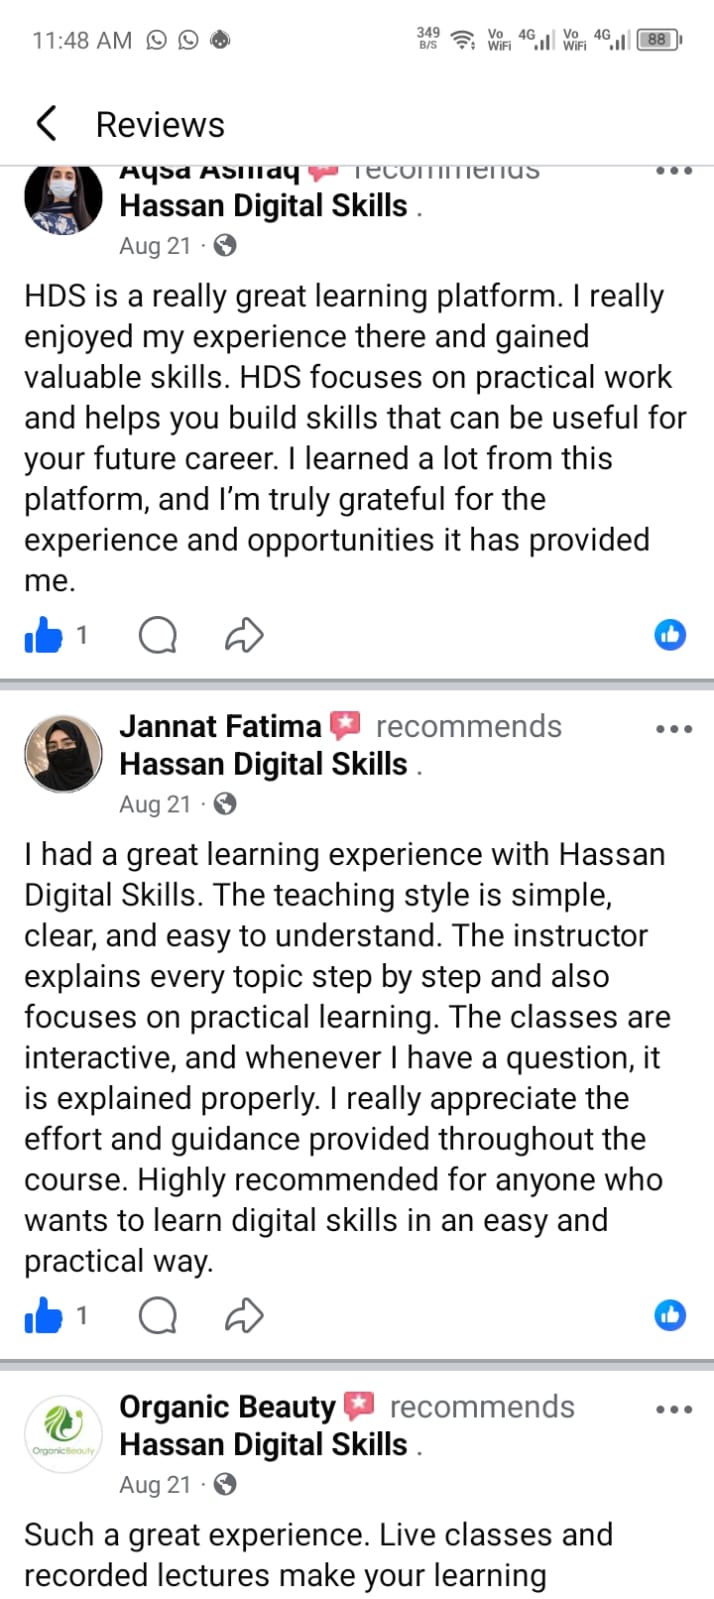 11:48 AM
349 B/S Vo WiFi 4G Vo WiFi 4G 88
Reviews
Aqsa Ashfaq recommends
Hassan Digital Skills .
Aug 21 ·
HDS is a really great learning platform. I really
enjoyed my experience there and gained
valuable skills. HDS focuses on practical work
and helps you build skills that can be useful for
your future career. I learned a lot from this
platform, and I’m truly grateful for the
experience and opportunities it has provided
me.
1
Jannat Fatima recommends
Hassan Digital Skills .
Aug 21 ·
I had a great learning experience with Hassan
Digital Skills. The teaching style is simple,
clear, and easy to understand. The instructor
explains every topic step by step and also
focuses on practical learning. The classes are
interactive, and whenever I have a question, it
is explained properly. I really appreciate the
effort and guidance provided throughout the
course. Highly recommended for anyone who
wants to learn digital skills in an easy and
practical way.
1
Organic Beauty recommends
OrganicBeauty
Hassan Digital Skills .
Aug 21 ·
Such a great experience. Live classes and
recorded lectures make your learning